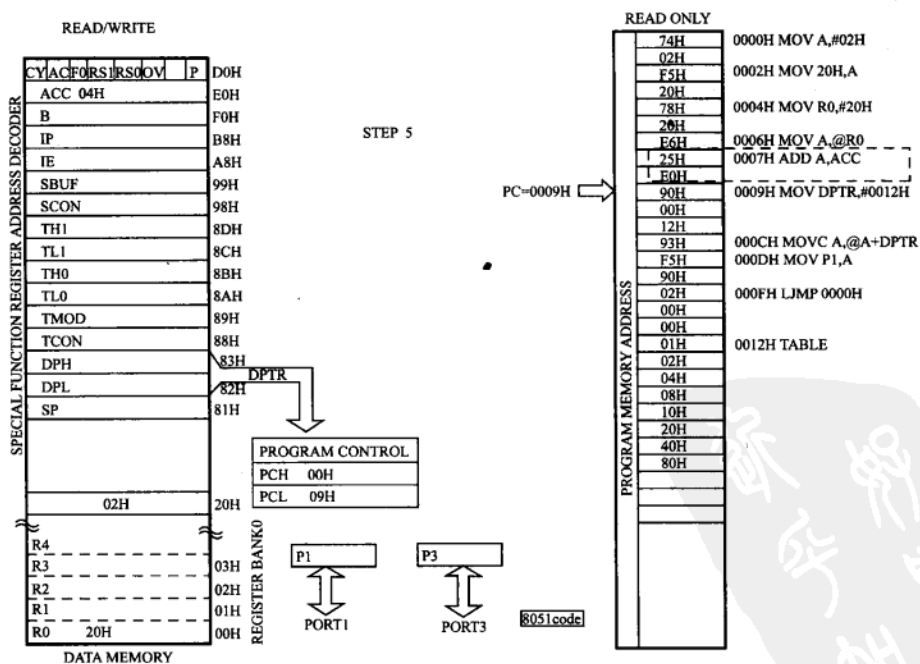 READ/WRITE
READ ONLY
CY AC F0 RS1 RS0 OV P D0H
ACC 04H E0H
B F0H
IP B8H
IE A8H
SBUF 99H
SCON 98H
TH1 8DH
TL1 8CH
TH0 8BH
TL0 8AH
TMOD 89H
TCON 88H
DPH 83H
DPL 82H
SP 81H
02H 20H
R4
R3 03H
R2 02H
R1 01H
R0 20H 00H
SPECIAL FUNCTION REGISTER ADDRESS DECODER
REGISTER BANK0
DATA MEMORY
STEP 5
DPTR
PROGRAM CONTROL
PCH 00H
PCL 09H
P1
P3
PORT1
PORT3
8051code
PC=0009H
PROGRAM MEMORY ADDRESS
74H 0000H MOV A,#02H
02H
F5H 0002H MOV 20H,A
20H
78H 0004H MOV R0,#20H
20H
E6H 0006H MOV A,@R0
25H 0007H ADD A,ACC
E0H
90H 0009H MOV DPTR,#0012H
00H
12H
93H 000CH MOVC A,@A+DPTR
F5H 000DH MOV P1,A
90H
02H 000FH LJMP 0000H
00H
00H
01H 0012H TABLE
02H
04H
08H
10H
20H
40H
80H